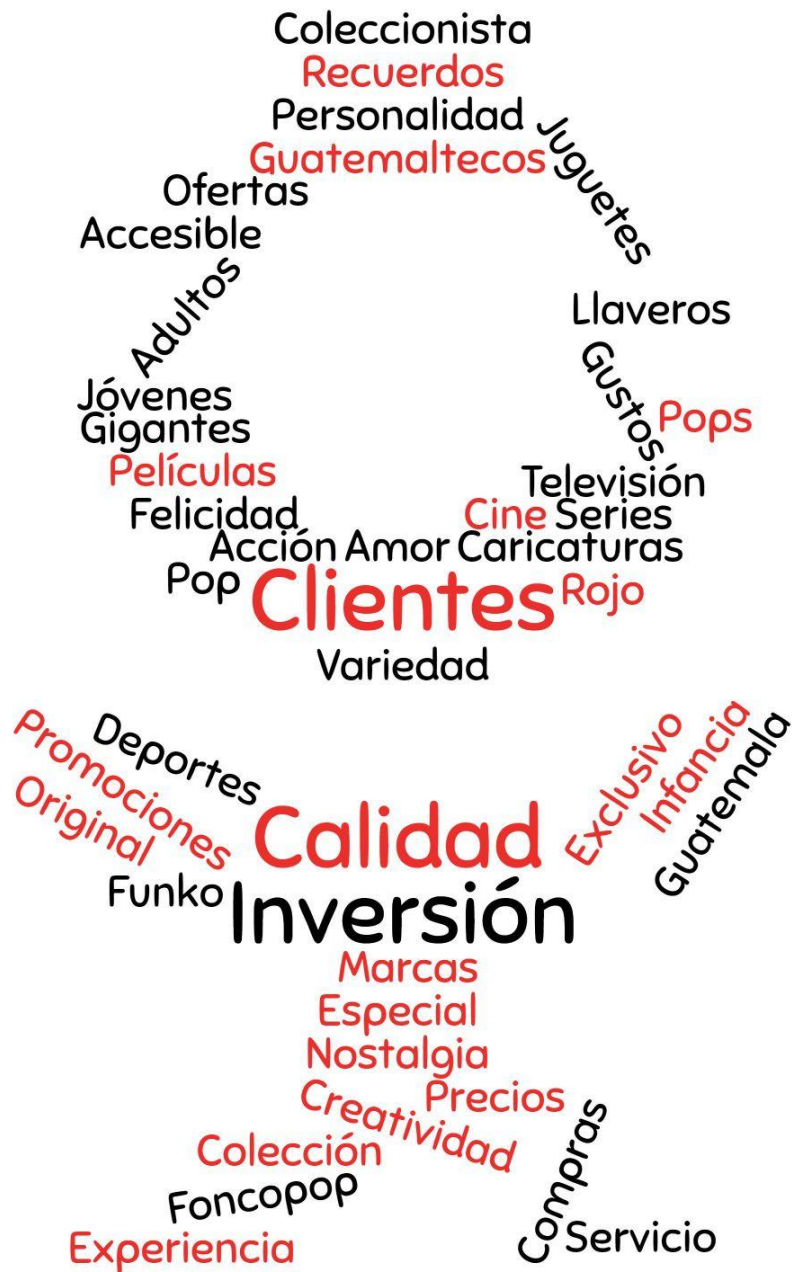 Coleccionista
Recuerdos
Personalidad
Juguetes
Guatemaltecos
Ofertas
Accesible
Adultos
Llaveros
Gustos
Jóvenes
Pops
Gigantes
Películas
Televisión
Felicidad
Cine Series
Acción Amor Caricaturas
Pop Clientes Rojo
Variedad
Promociones
Deportes
Original
Exclusivo
Infancia
Guatemala
Calidad
Funko Inversión
Marcas
Especial
Nostalgia
Precios
Creatividad
Colección
Compras
Foncopop
Servicio
Experiencia